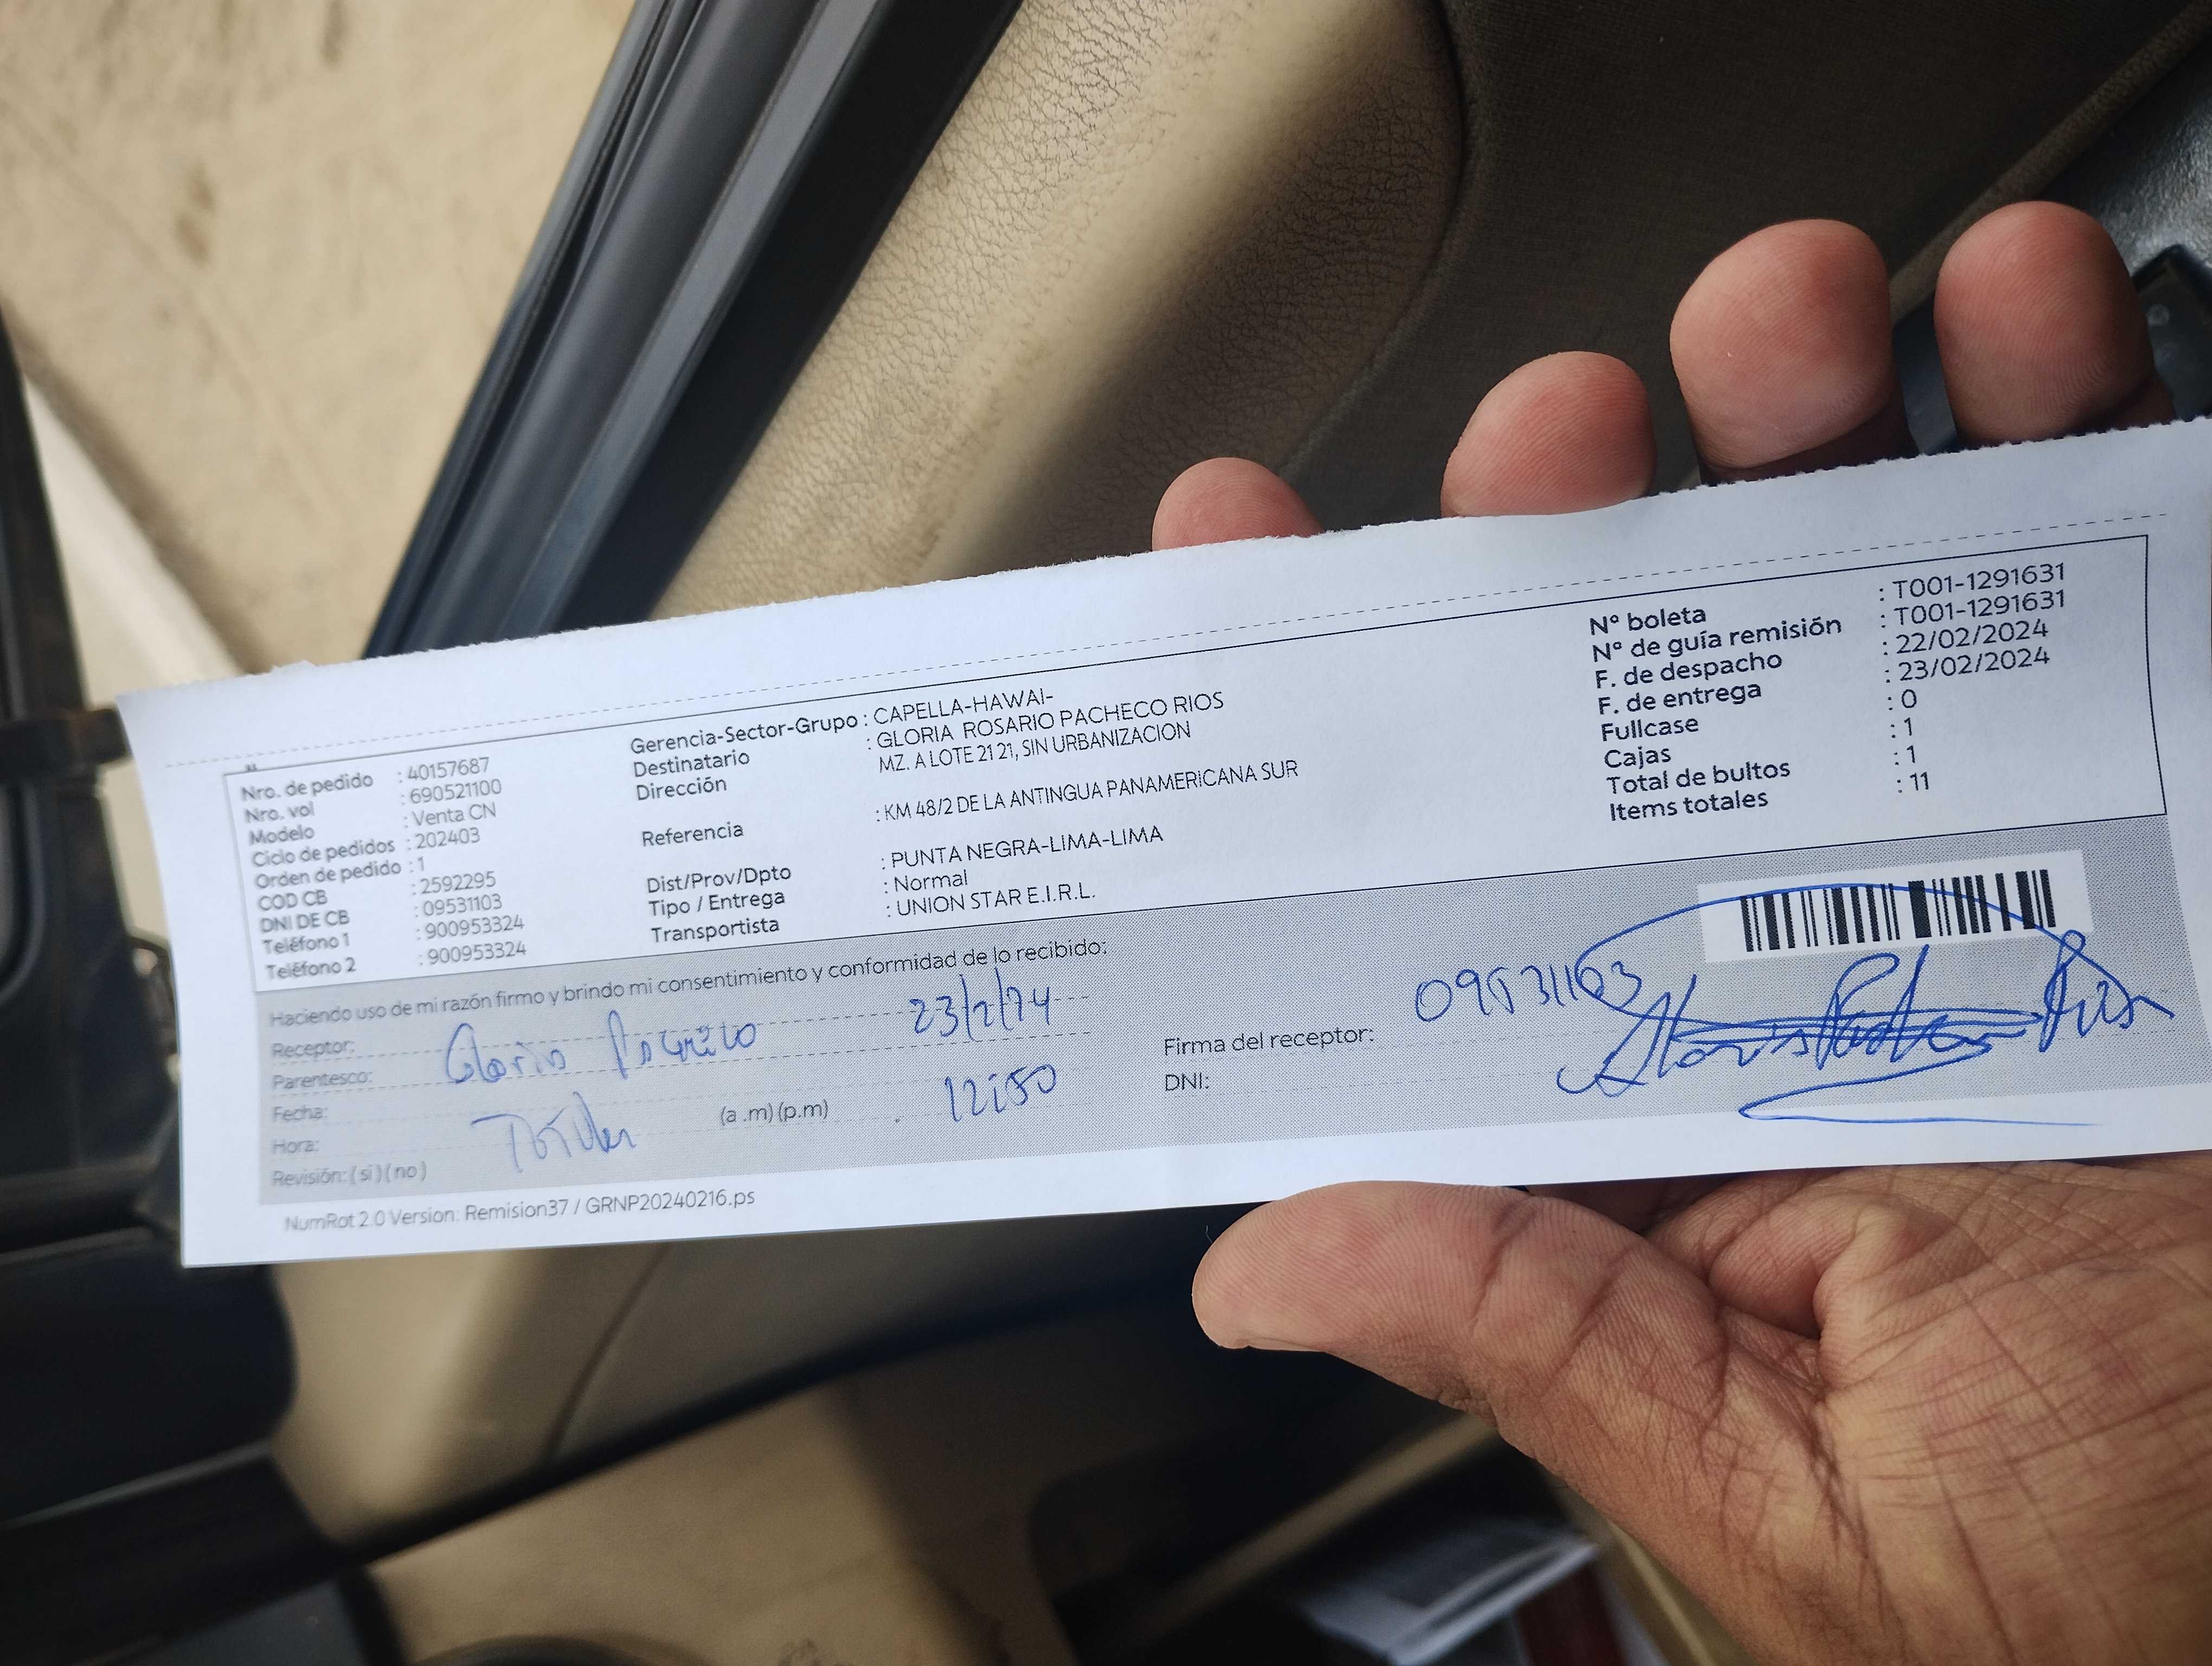 Nro. de pedido : 40157687
Nro. vol : 690521100
Modelo : Venta CN
Ciclo de pedidos : 202403
Orden de pedido : 1
COD CB : 2592295
DNI DE CB : 09531103
Teléfono 1 : 900953324
Teléfono 2 : 900953324
Gerencia-Sector-Grupo : CAPELLA-HAWAI-
Destinatario : GLORIA ROSARIO PACHECO RIOS
Dirección MZ. A LOTE 21 21, SIN URBANIZACION
Referencia : KM 48/2 DE LA ANTINGUA PANAMERICANA SUR
Dist/Prov/Dpto : PUNTA NEGRA-LIMA-LIMA
Tipo / Entrega : Normal
Transportista : UNION STAR E.I.R.L.
Nº boleta : T001-1291631
Nº de guía remisión : T001-1291631
F. de despacho : 22/02/2024
F. de entrega : 23/02/2024
Fullcase : 0
Cajas : 1
Total de bultos : 1
Items totales : 11
Haciendo uso de mi razón firmo y brindo mi consentimiento y conformidad de lo recibido:
Receptor: Gloria Pacheco
Parentesco:
Fecha: 23/2/24
Hora: (a .m) (p.m) 12:50
Revisión: ( si ) ( no )
Firma del receptor: 09531103
DNI:
NumRot 2.0 Version: Remision37 / GRNP20240216.ps